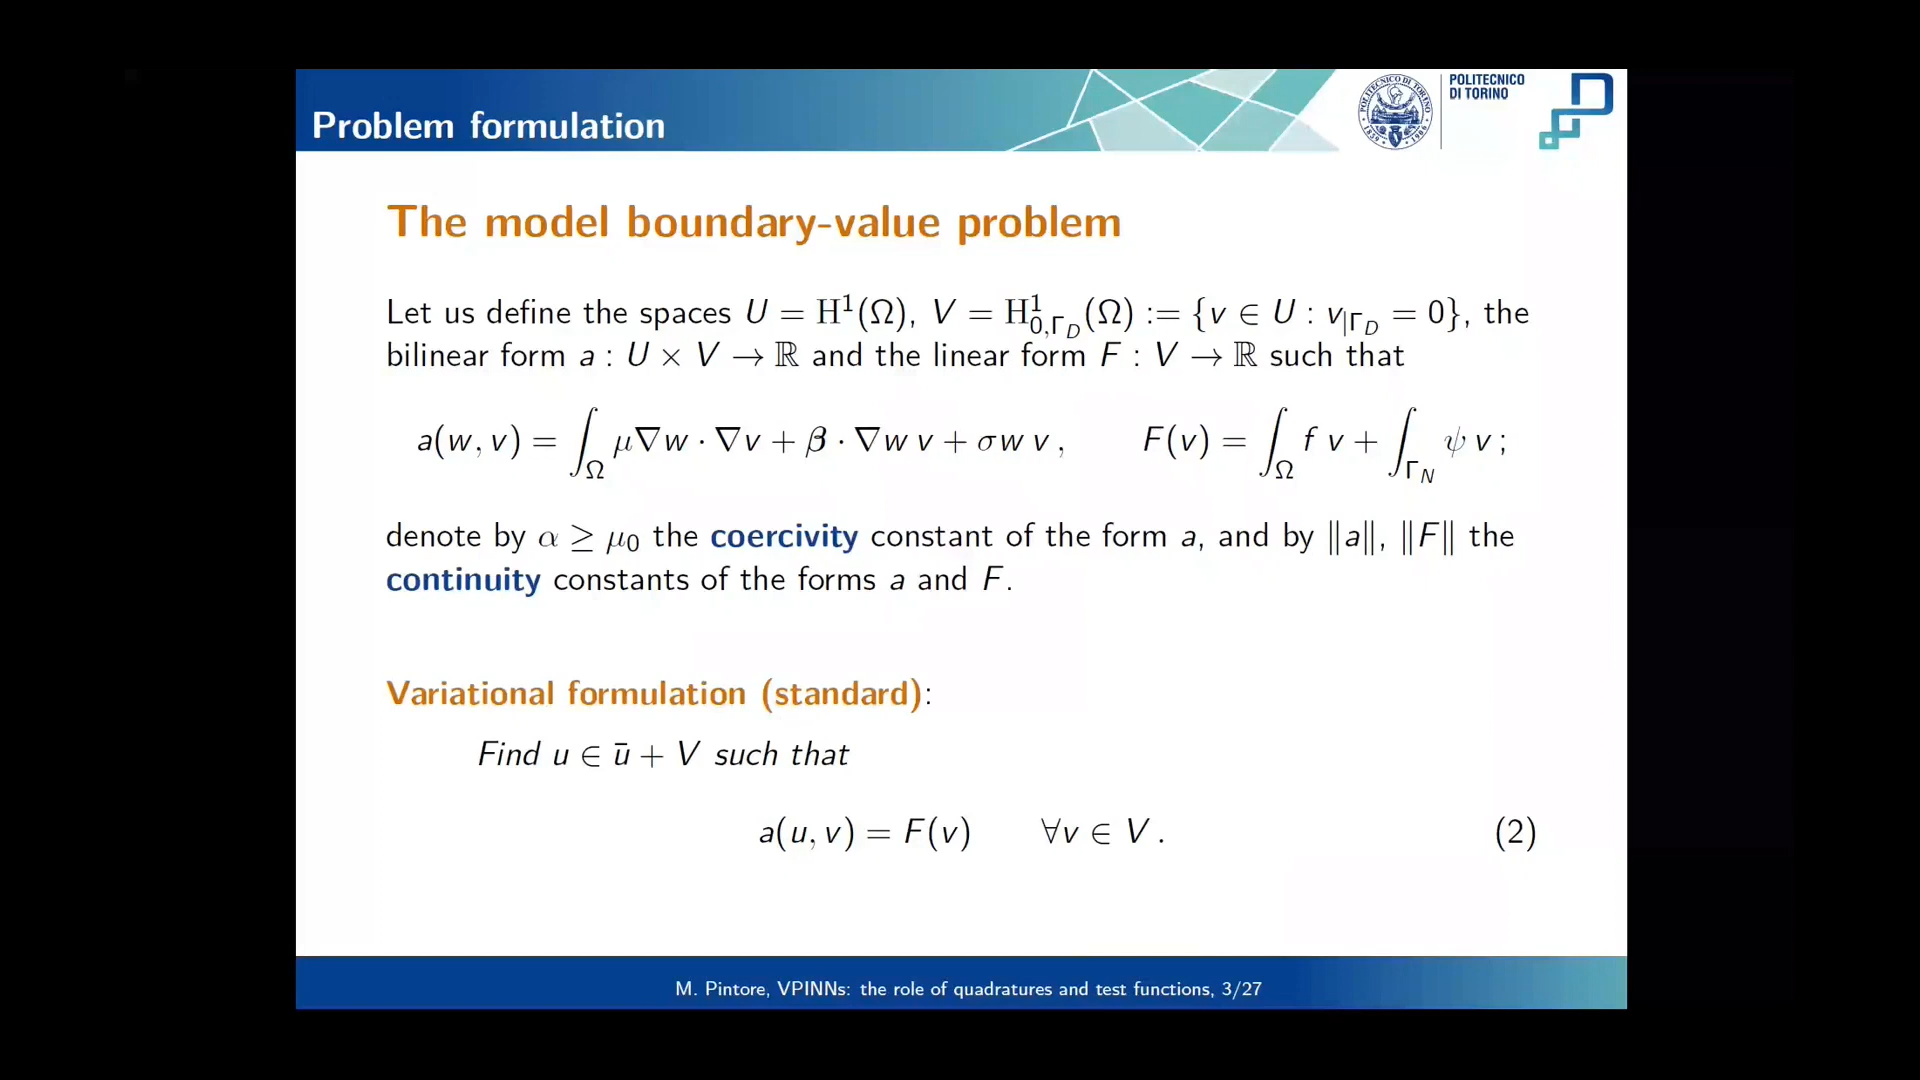 Problem formulation
POLITECNICO
DI TORINO
The model boundary-value problem
Let us define the spaces U = H¹(Ω), V = H¹_{0,Γ_D}(Ω) := {v ∈ U : v_{|Γ_D} = 0}, the
bilinear form a : U × V → ℝ and the linear form F : V → ℝ such that
a(w, v) = ∫_Ω μ∇w · ∇v + β · ∇w v + σw v , F(v) = ∫_Ω f v + ∫_{Γ_N} ψ v ;
denote by α ≥ μ₀ the coercivity constant of the form a, and by ‖a‖, ‖F‖ the
continuity constants of the forms a and F.
Variational formulation (standard):
Find u ∈ ū + V such that
a(u, v) = F(v) ∀v ∈ V . (2)
M. Pintore, VPINNs: the role of quadratures and test functions, 3/27